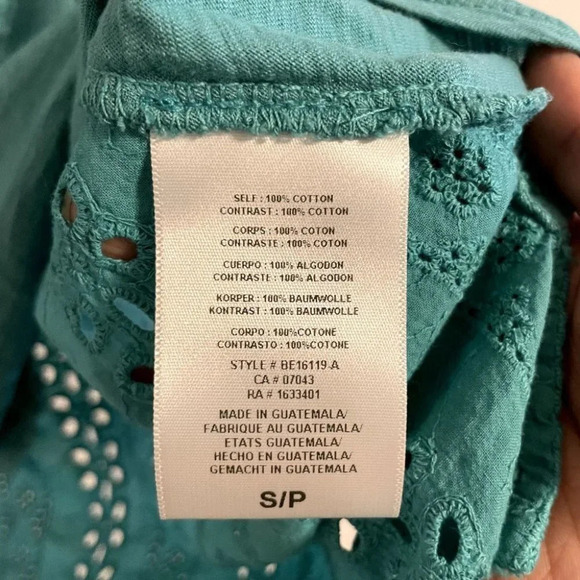 SELF : 100% COTTON
CONTRAST : 100% COTTON
CORPS : 100% COTON
CONTRASTE : 100% COTON
CUERPO : 100% ALGODON
CONTRASTE : 100% ALGODON
KORPER : 100% BAUMWOLLE
KONTRAST : 100% BAUMWOLLE
CORPO : 100%COTONE
CONTRASTO : 100%COTONE
STYLE # BE16119-A
CA # 07043
RA # 1633401
MADE IN GUATEMALA/
FABRIQUE AU GUATEMALA/
ETATS GUATEMALA/
HECHO EN GUATEMALA/
GEMACHT IN GUATEMALA
S/P